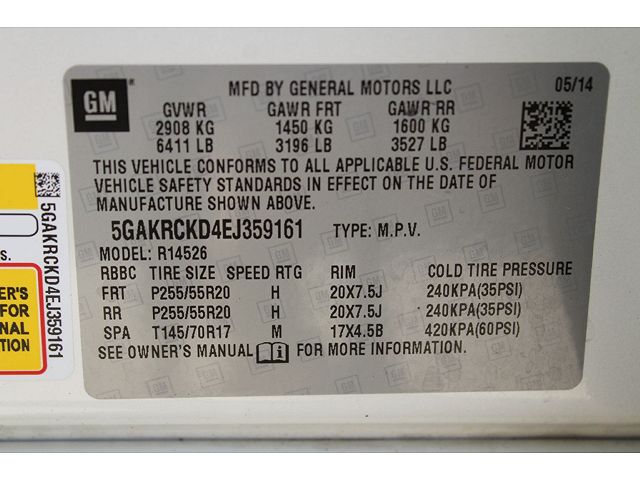 GM
MFD BY GENERAL MOTORS LLC 05/14
GVWR GAWR FRT GAWR RR
2908 KG 1450 KG 1600 KG
6411 LB 3196 LB 3527 LB
THIS VEHICLE CONFORMS TO ALL APPLICABLE U.S. FEDERAL MOTOR
VEHICLE SAFETY STANDARDS IN EFFECT ON THE DATE OF
MANUFACTURE SHOWN ABOVE.
5GAKRCKD4EJ359161 TYPE: M.P.V.
MODEL: R14526
RBBC TIRE SIZE SPEED RTG RIM COLD TIRE PRESSURE
FRT P255/55R20 H 20X7.5J 240KPA(35PSI)
RR P255/55R20 H 20X7.5J 240KPA(35PSI)
SPA T145/70R17 M 17X4.5B 420KPA(60PSI)
SEE OWNER'S MANUAL FOR MORE INFORMATION.
5GAKRCKD4EJ359161
S.
ER'S
FOR
NAL
TION